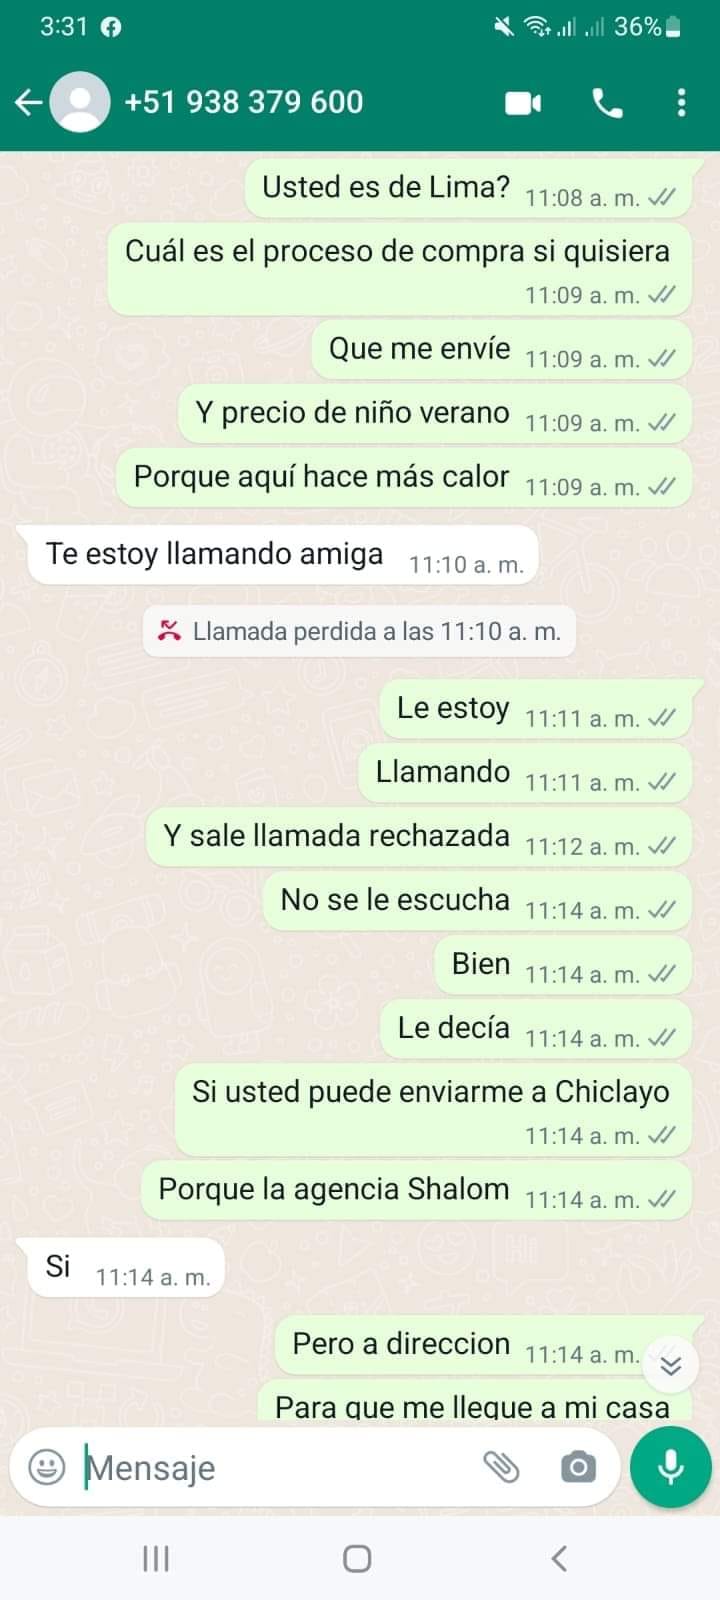 3:31 36%
+51 938 379 600
Usted es de Lima? 11:08 a. m.
Cuál es el proceso de compra si quisiera
11:09 a. m.
Que me envíe 11:09 a. m.
Y precio de niño verano 11:09 a. m.
Porque aquí hace más calor 11:09 a. m.
Te estoy llamando amiga 11:10 a. m.
Llamada perdida a las 11:10 a. m.
Le estoy 11:11 a. m.
Llamando 11:11 a. m.
Y sale llamada rechazada 11:12 a. m.
No se le escucha 11:14 a. m.
Bien 11:14 a. m.
Le decía 11:14 a. m.
Si usted puede enviarme a Chiclayo
11:14 a. m.
Porque la agencia Shalom 11:14 a. m.
Si 11:14 a. m.
Pero a direccion 11:14 a. m.
Para que me llegue a mi casa
Mensaje